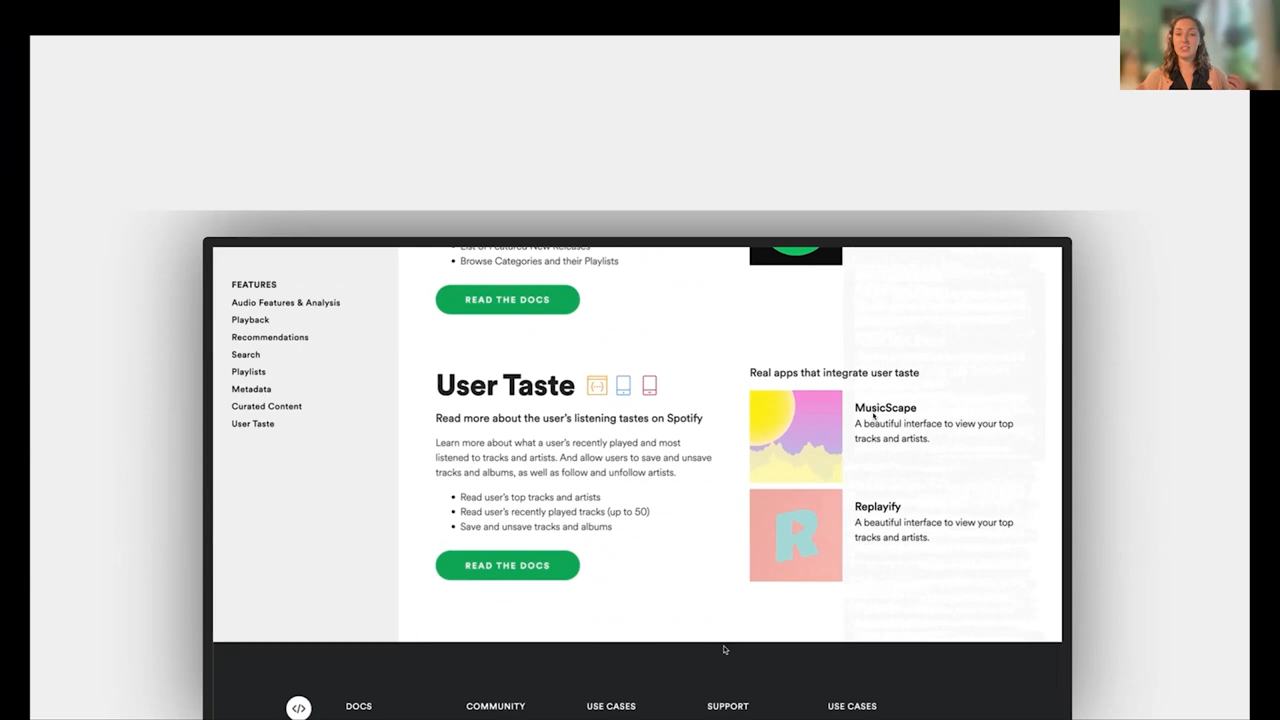 FEATURES
Audio Features & Analysis
Playback
Recommendations
Search
Playlists
Metadata
Curated Content
User Taste
List of Featured New Releases
Browse Categories and their Playlists
READ THE DOCS
User Taste
Read more about the user's listening tastes on Spotify
Learn more about what a user's recently played and most
listened to tracks and artists. And allow users to save and unsave
tracks and albums, as well as follow and unfollow artists.
Read user's top tracks and artists
Read user's recently played tracks (up to 50)
Save and unsave tracks and albums
READ THE DOCS
Real apps that integrate user taste
MusicScape
A beautiful interface to view your top
tracks and artists.
R
Replayify
A beautiful interface to view your top
tracks and artists.
</>
DOCS
COMMUNITY
USE CASES
SUPPORT
USE CASES